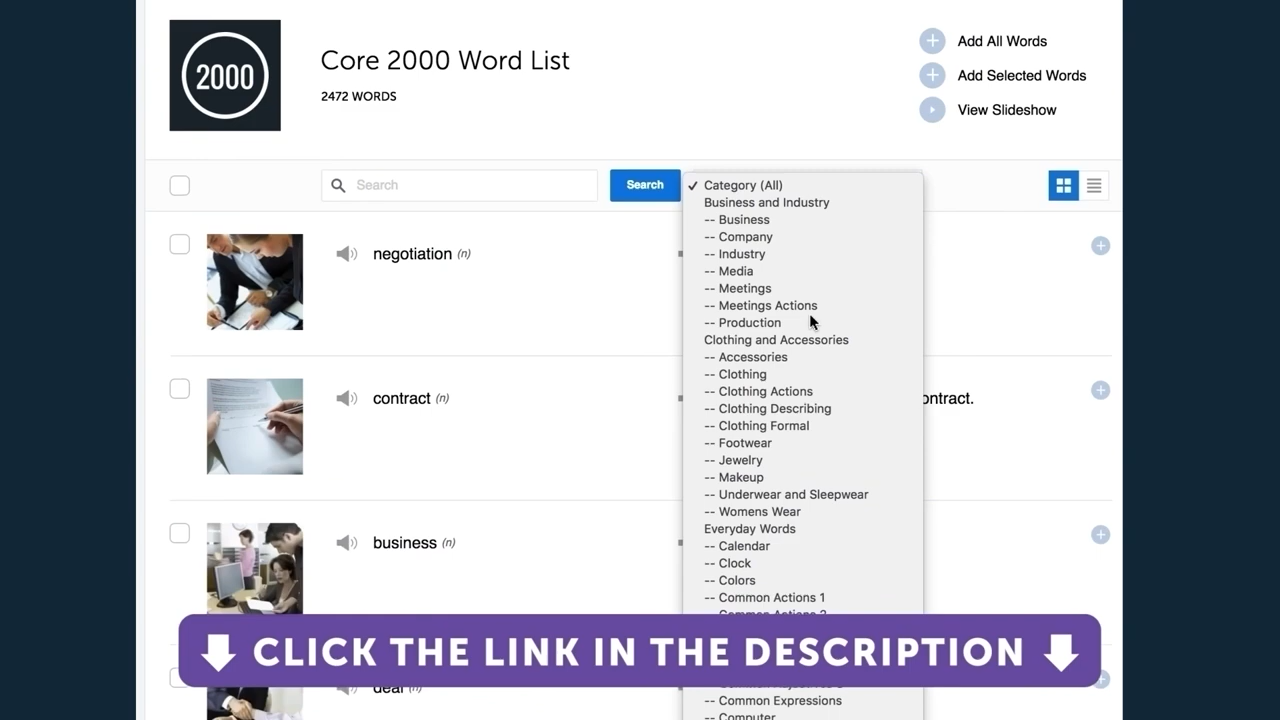 2000
Core 2000 Word List
2472 WORDS
Add All Words
Add Selected Words
View Slideshow
Search
Search
Category (All)
Business and Industry
-- Business
-- Company
-- Industry
-- Media
-- Meetings
-- Meetings Actions
-- Production
Clothing and Accessories
-- Accessories
-- Clothing
-- Clothing Actions
-- Clothing Describing
-- Clothing Formal
-- Footwear
-- Jewelry
-- Makeup
-- Underwear and Sleepwear
-- Womens Wear
Everyday Words
-- Calendar
-- Clock
-- Colors
-- Common Actions 1
-- Common Expressions
-- Computer
negotiation (n)
contract (n)
ontract.
business (n)
deal (n)
CLICK THE LINK IN THE DESCRIPTION